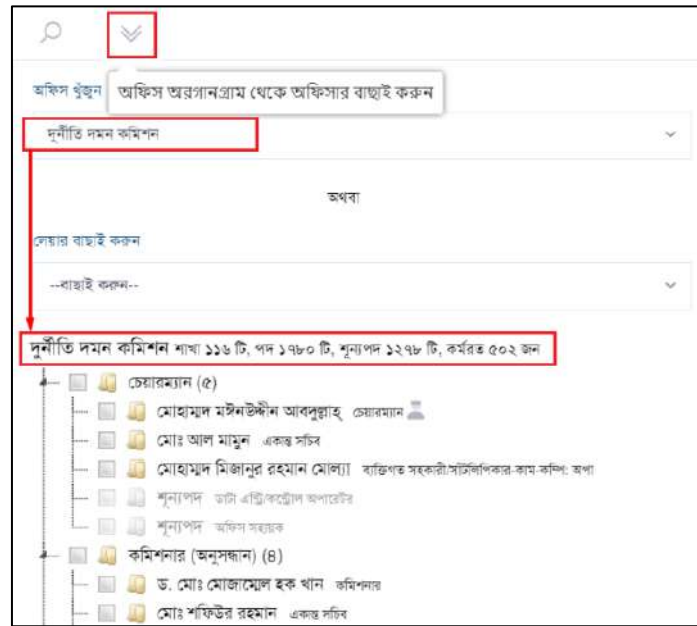 অফিস খুঁজুন
অফিস অরগানগ্রাম থেকে অফিসার বাছাই করুন
দুর্নীতি দমন কমিশন
অথবা
লেয়ার বাছাই করুন
--বাছাই করুন--
দুর্নীতি দমন কমিশন শাখা ১১৬ টি, পদ ১৭৮০ টি, শূন্যপদ ১২৭৮ টি, কর্মরত ৫০২ জন
চেয়ারম্যান (৫)
মোহাম্মদ মঈনউদ্দীন আবদুল্লাহ্ চেয়ারম্যান
মোঃ আল মামুন একান্ত সচিব
মোহাম্মদ মিজানুর রহমান মোল্যা ব্যক্তিগত সহকারী/সাঁটলিপিকার-কাম-কম্পি: অপা
শূন্যপদ ডাটা এন্ট্রি/কন্ট্রোল অপারেটর
শূন্যপদ অফিস সহায়ক
কমিশনার (অনুসন্ধান) (৪)
ড. মোঃ মোজাম্মেল হক খান কমিশনার
মোঃ শফিউর রহমান একান্ত সচিব